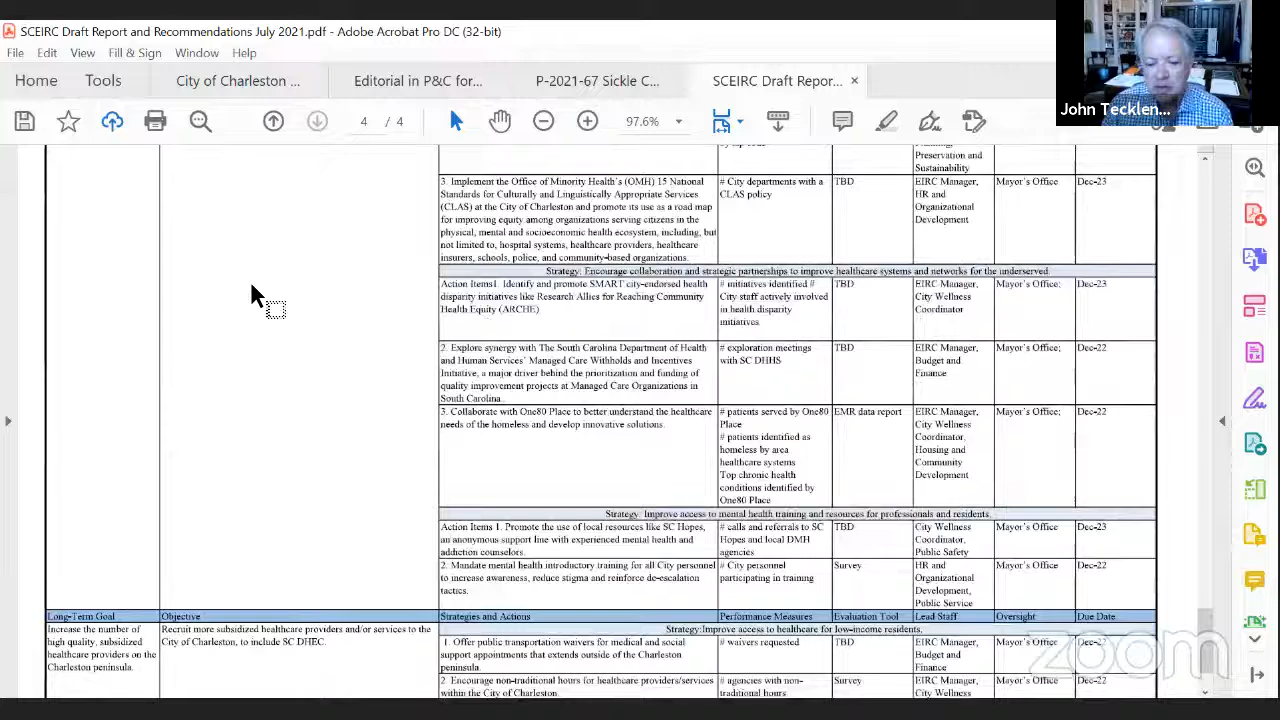 SCEIRC Draft Report and Recommendations July 2021.pdf - Adobe Acrobat Pro DC (32-bit)
File Edit View Fill & Sign Window Help
Home Tools City of Charleston ... Editorial in P&C for... P-2021-67 Sickle C... SCEIRC Draft Repor... ×
4 / 4 97.6%
John Tecklen...
Preservation and
Sustainability
3 Implement the Office of Minority Health's (OMH) 15 National
Standards for Culturally and Linguistically Appropriate Services
(CLAS) at the City of Charleston and promote its use as a road map
for improving equity among organizations serving citizens in the
physical, mental and socioeconomic health ecosystem, including, but
not limited to, hospital systems, healthcare providers, healthcare
insurers, schools, police, and community-based organizations.
# City departments with a
CLAS policy
TBD
EIRC Manager,
HR and
Organizational
Development
Mayor's Office
Dec-23
Strategy: Encourage collaboration and strategic partnerships to improve healthcare systems and networks for the underserved.
Action Items1. Identify and promote SMART city-endorsed health
disparity initiatives like Research Allies for Reaching Community
Health Equity (ARCHE)
# initiatives identified #
City staff actively involved
in health disparity
initiatives
TBD
EIRC Manager,
City Wellness
Coordinator
Mayor's Office;
Dec-23
2. Explore synergy with The South Carolina Department of Health
and Human Services' Managed Care Withholds and Incentives
Initiative, a major driver behind the prioritization and funding of
quality improvement projects at Managed Care Organizations in
South Carolina.
# exploration meetings
with SC DHHS
TBD
EIRC Manager,
Budget and
Finance
Mayor's Office;
Dec-22
3. Collaborate with One80 Place to better understand the healthcare
needs of the homeless and develop innovative solutions.
# patients served by One80
Place
# patients identified as
homeless by area
healthcare systems
Top chronic health
conditions identified by
One80 Place
EMR data report
EIRC Manager,
City Wellness
Coordinator,
Housing and
Community
Development
Mayor's Office;
Dec-22
Strategy: Improve access to mental health training and resources for professionals and residents.
Action Items 1. Promote the use of local resources like SC Hopes,
an anonymous support line with experienced mental health and
addiction counselors.
# calls and referrals to SC
Hopes and local DMH
agencies
TBD
City Wellness
Coordinator,
Public Safety
Mayor's Office
Dec-23
2. Mandate mental health introductory training for all City personnel
to increase awareness, reduce stigma and reinforce de-escalation
tactics.
# City personnel
participating in training
Survey
HR and
Organizational
Development,
Public Service
Mayor's Office
Dec-22
Long-Term Goal Objective Strategies and Actions Performance Measures Evaluation Tool Lead Staff Oversight Due Date
Increase the number of
high quality, subsidized
healthcare providers on the
Charleston peninsula.
Recruit more subsidized healthcare providers and/or services to the
City of Charleston, to include SC DHEC.
Strategy:Improve access to healthcare for low-income residents.
1. Offer public transportation waivers for medical and social
support appointments that extends outside of the Charleston
peninsula.
# waivers requested
TBD
EIRC Manager,
Budget and
Finance
Mayor's Office
Dec-22
2 Encourage non-traditional hours for healthcare providers/services
within the City of Charleston.
# agencies with non-
traditional hours
Survey
EIRC Manager,
City Wellness
Mayor's Office
Dec-22
zoom